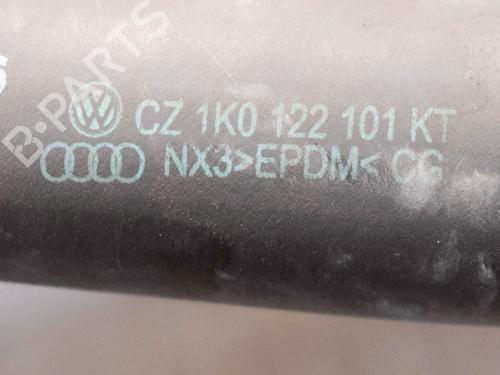 B-PARTS
CZ 1K0 122 101 KT
NX3>EPDM< CG